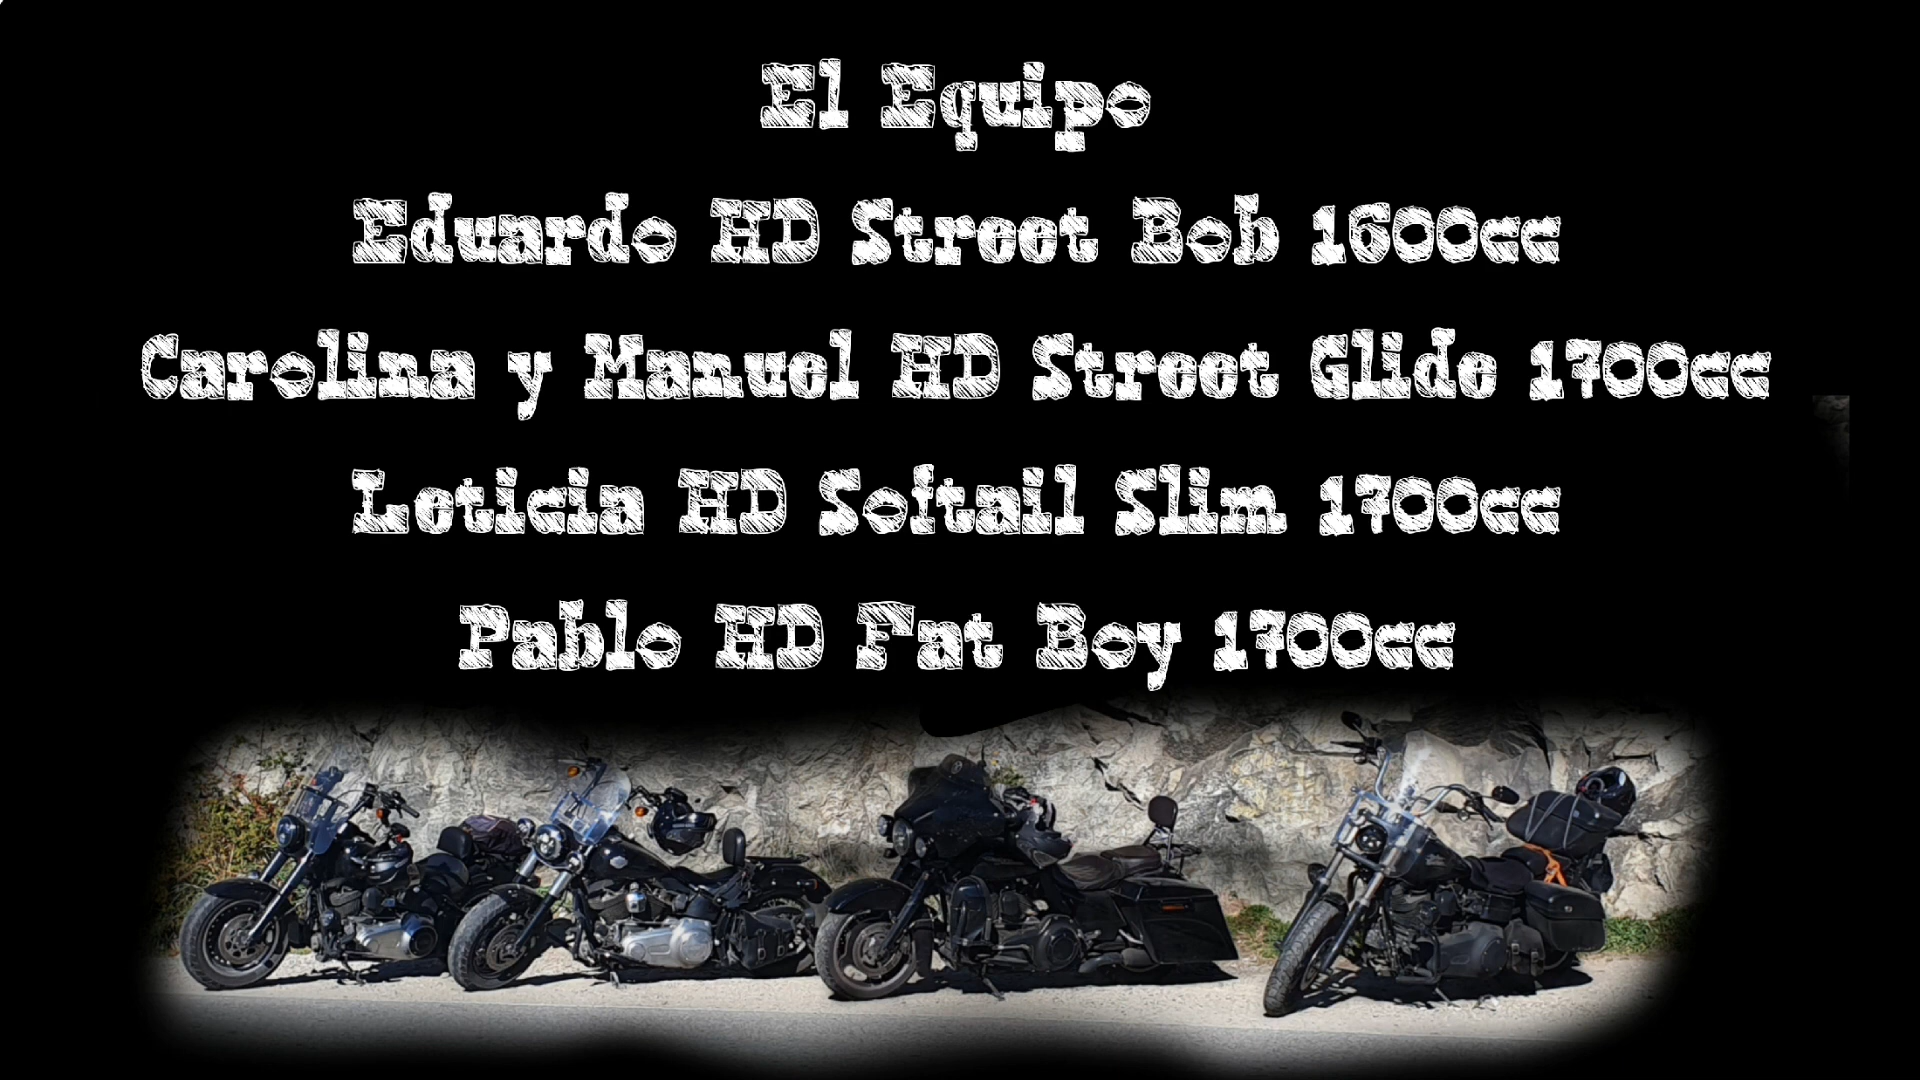 El Equipo
Eduardo HD Street Bob 1600cc
Carolina y Manuel HD Street Glide 1700cc
Leticia HD Softail Slim 1700cc
Pablo HD Fat Boy 1700cc